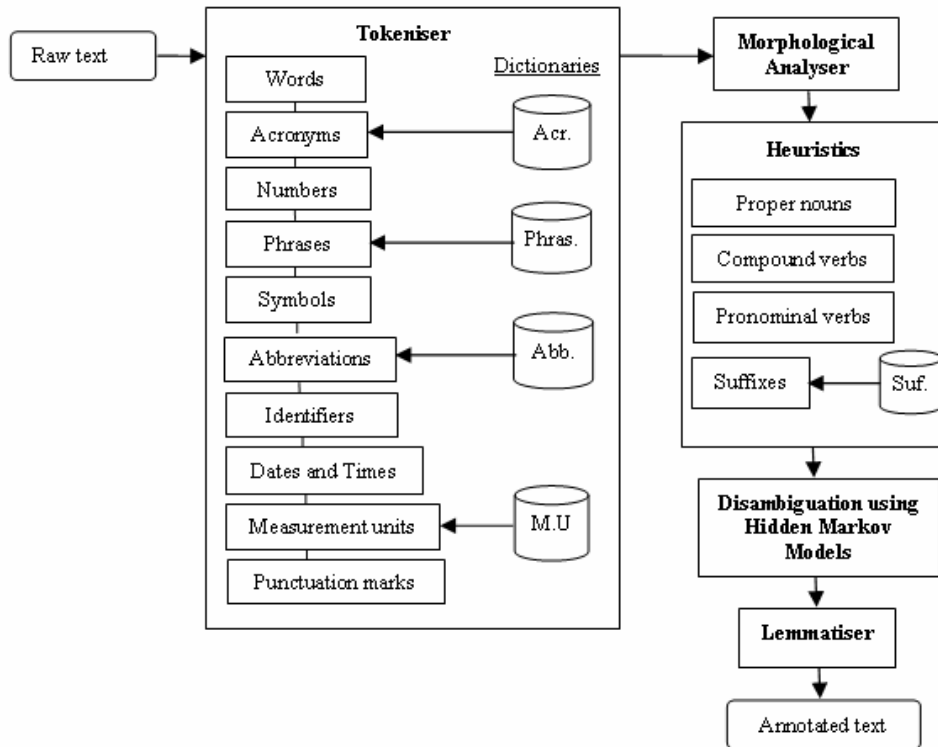 Raw text
Tokeniser
Dictionaries
Words
Acronyms
Acr.
Numbers
Phrases
Phras.
Symbols
Abbreviations
Abb.
Identifiers
Dates and Times
Measurement units
M.U
Punctuation marks
Morphological
Analyser
Heuristics
Proper nouns
Compound verbs
Pronominal verbs
Suffixes
Suf.
Disambiguation using
Hidden Markov
Models
Lemmatiser
Annotated text